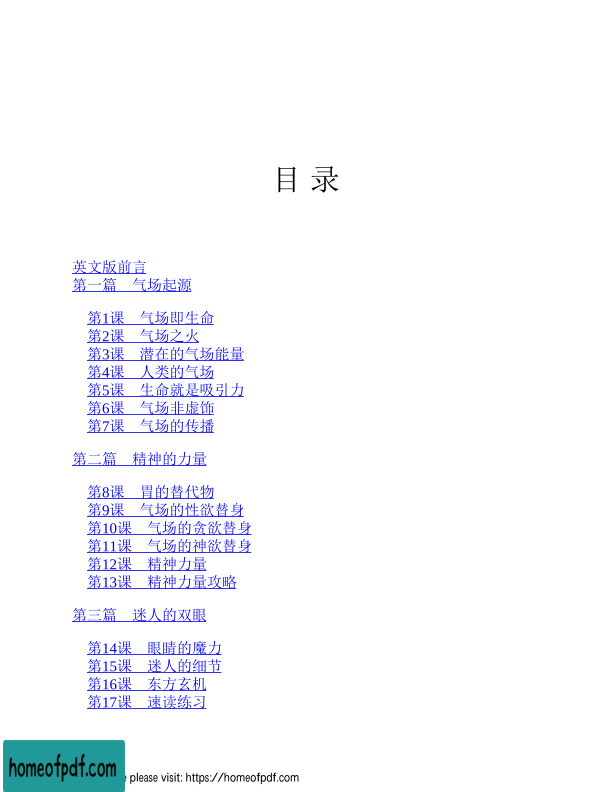 目 录
英文版前言
第一篇　气场起源
第1课　气场即生命
第2课　气场之火
第3课　潜在的气场能量
第4课　人类的气场
第5课　生命就是吸引力
第6课　气场非虚饰
第7课　气场的传播
第二篇　精神的力量
第8课　胃的替代物
第9课　气场的性欲替身
第10课　气场的贪欲替身
第11课　气场的神欲替身
第12课　精神力量
第13课　精神力量攻略
第三篇　迷人的双眼
第14课　眼睛的魔力
第15课　迷人的细节
第16课　东方玄机
第17课　速读练习
homeofpdf.com
please visit: https://homeofpdf.com